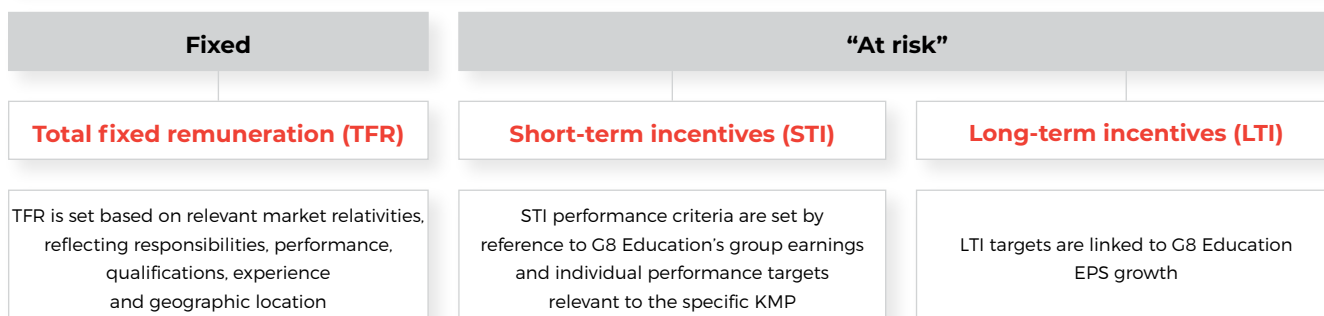 Fixed
“At risk”
Total fixed remuneration (TFR)
Short-term incentives (STI)
Long-term incentives (LTI)
TFR is set based on relevant market relativities,
reflecting responsibilities, performance,
qualifications, experience
and geographic location
STI performance criteria are set by
reference to G8 Education’s group earnings
and individual performance targets
relevant to the specific KMP
LTI targets are linked to G8 Education
EPS growth